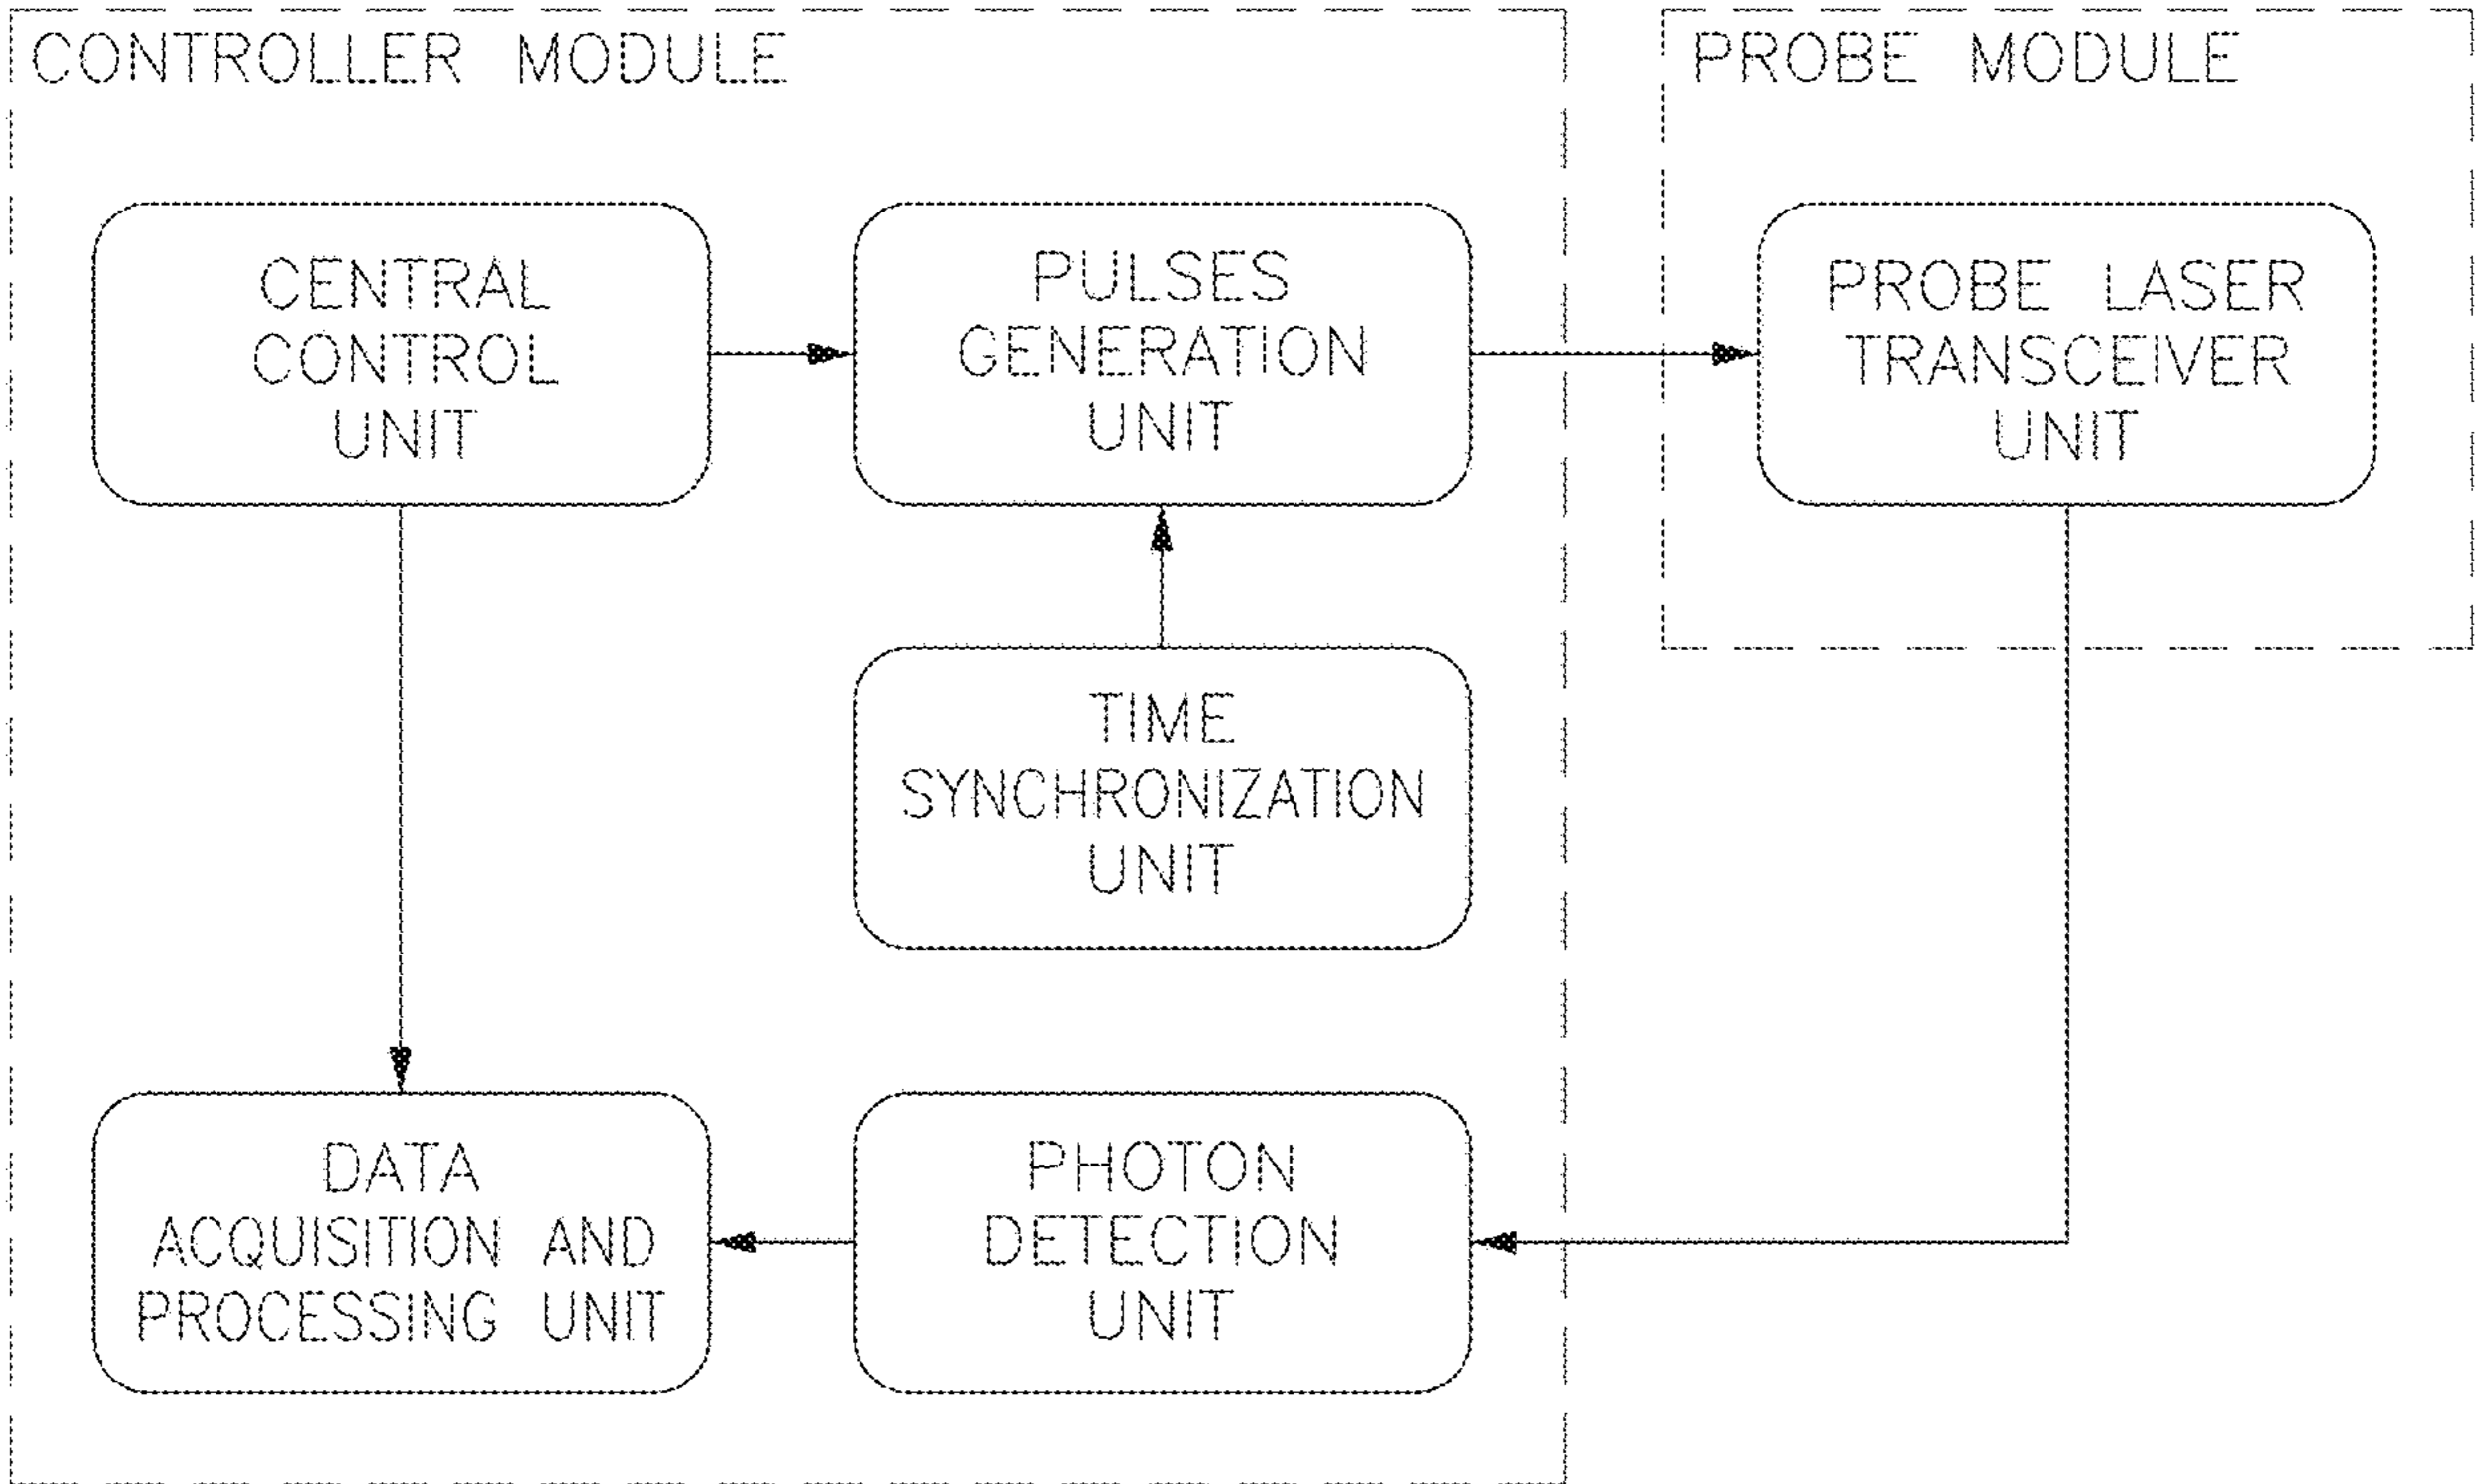 CONTROLLER MODULE
PROBE MODULE
CENTRAL
CONTROL
UNIT
PULSES
GENERATION
UNIT
PROBE LASER
TRANSCEIVER
UNIT
TIME
SYNCHRONIZATION
UNIT
DATA
ACQUISITION AND
PROCESSING UNIT
PHOTON
DETECTION
UNIT